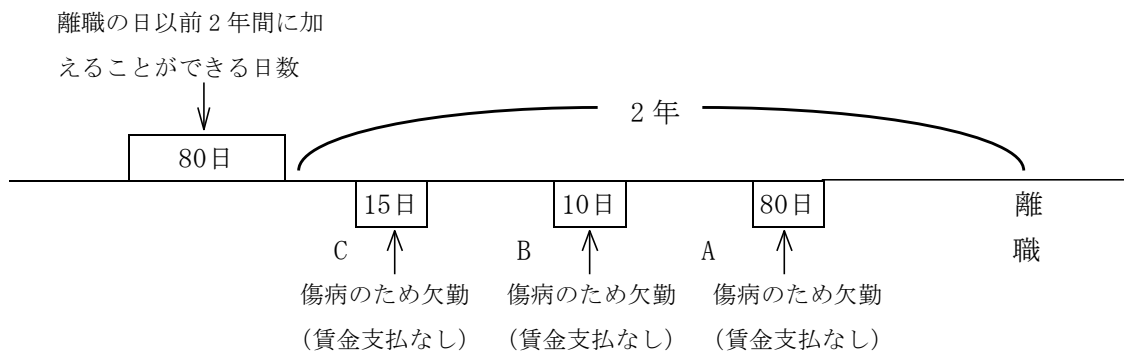 離職の日以前2年間に加
えることができる日数
2年
80日
15日
10日
80日
離
職
C
B
A
傷病のため欠勤
(賃金支払なし)
傷病のため欠勤
(賃金支払なし)
傷病のため欠勤
(賃金支払なし)